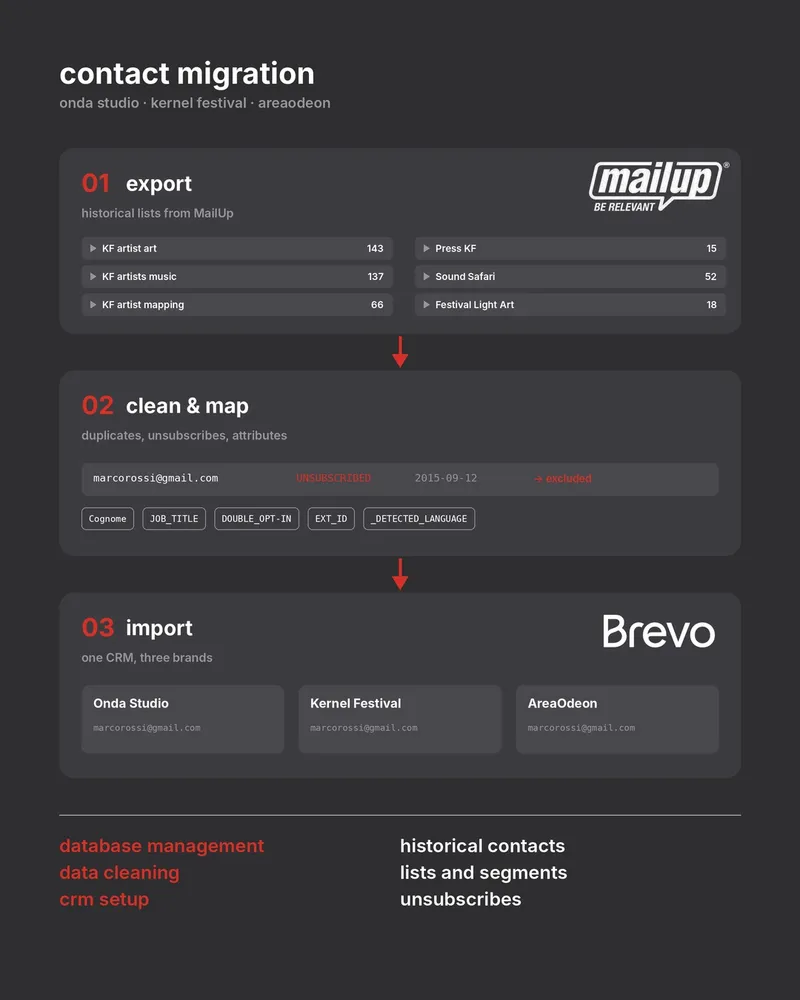 contact migration
onda studio · kernel festival · areaodeon
01 export
historical lists from MailUp
mailup®
BE RELEVANT
KF artist art 143
KF artists music 137
KF artist mapping 66
Press KF 15
Sound Safari 52
Festival Light Art 18
02 clean & map
duplicates, unsubscribes, attributes
marcorossi@gmail.com UNSUBSCRIBED 2015-09-12 → excluded
Cognome JOB_TITLE DOUBLE_OPT-IN EXT_ID _DETECTED_LANGUAGE
03 import
one CRM, three brands
Brevo
Onda Studio
marcorossi@gmail.com
Kernel Festival
marcorossi@gmail.com
AreaOdeon
marcorossi@gmail.com
database management
data cleaning
crm setup
historical contacts
lists and segments
unsubscribes